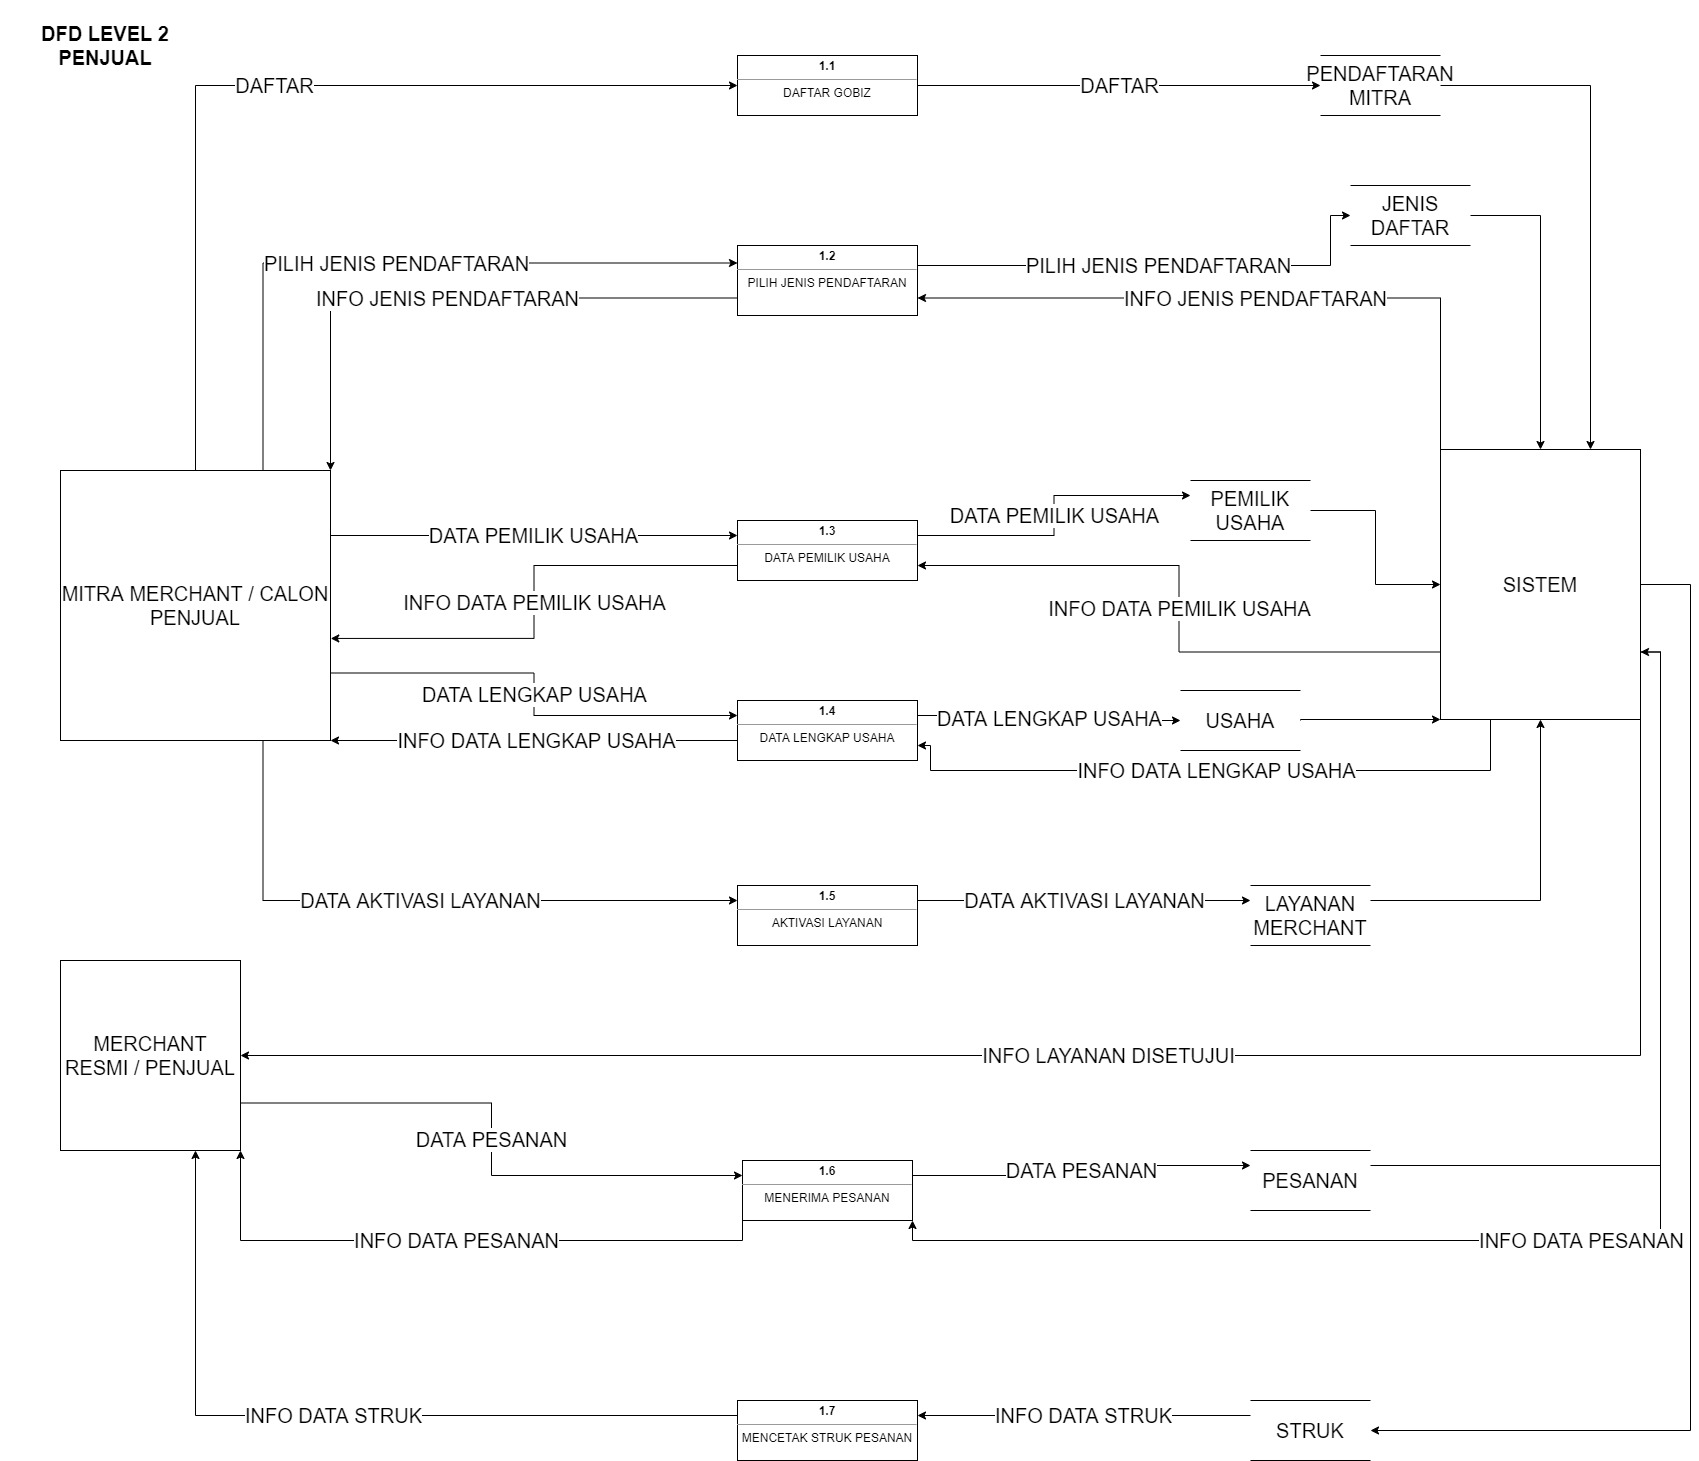 DFD LEVEL 2
PENJUAL
1.1
DAFTAR GOBIZ
DAFTAR
DAFTAR
PENDAFTARAN
MITRA
JENIS
DAFTAR
1.2
PILIH JENIS PENDAFTARAN
PILIH JENIS PENDAFTARAN
PILIH JENIS PENDAFTARAN
INFO JENIS PENDAFTARAN
INFO JENIS PENDAFTARAN
MITRA MERCHANT / CALON
PENJUAL
DATA PEMILIK USAHA
1.3
DATA PEMILIK USAHA
DATA PEMILIK USAHA
PEMILIK
USAHA
SISTEM
INFO DATA PEMILIK USAHA
INFO DATA PEMILIK USAHA
DATA LENGKAP USAHA
1.4
DATA LENGKAP USAHA
DATA LENGKAP USAHA
USAHA
INFO DATA LENGKAP USAHA
INFO DATA LENGKAP USAHA
DATA AKTIVASI LAYANAN
1.5
AKTIVASI LAYANAN
DATA AKTIVASI LAYANAN
LAYANAN
MERCHANT
MERCHANT
RESMI / PENJUAL
INFO LAYANAN DISETUJUI
DATA PESANAN
1.6
MENERIMA PESANAN
DATA PESANAN
PESANAN
INFO DATA PESANAN
INFO DATA PESANAN
INFO DATA STRUK
1.7
MENCETAK STRUK PESANAN
INFO DATA STRUK
STRUK